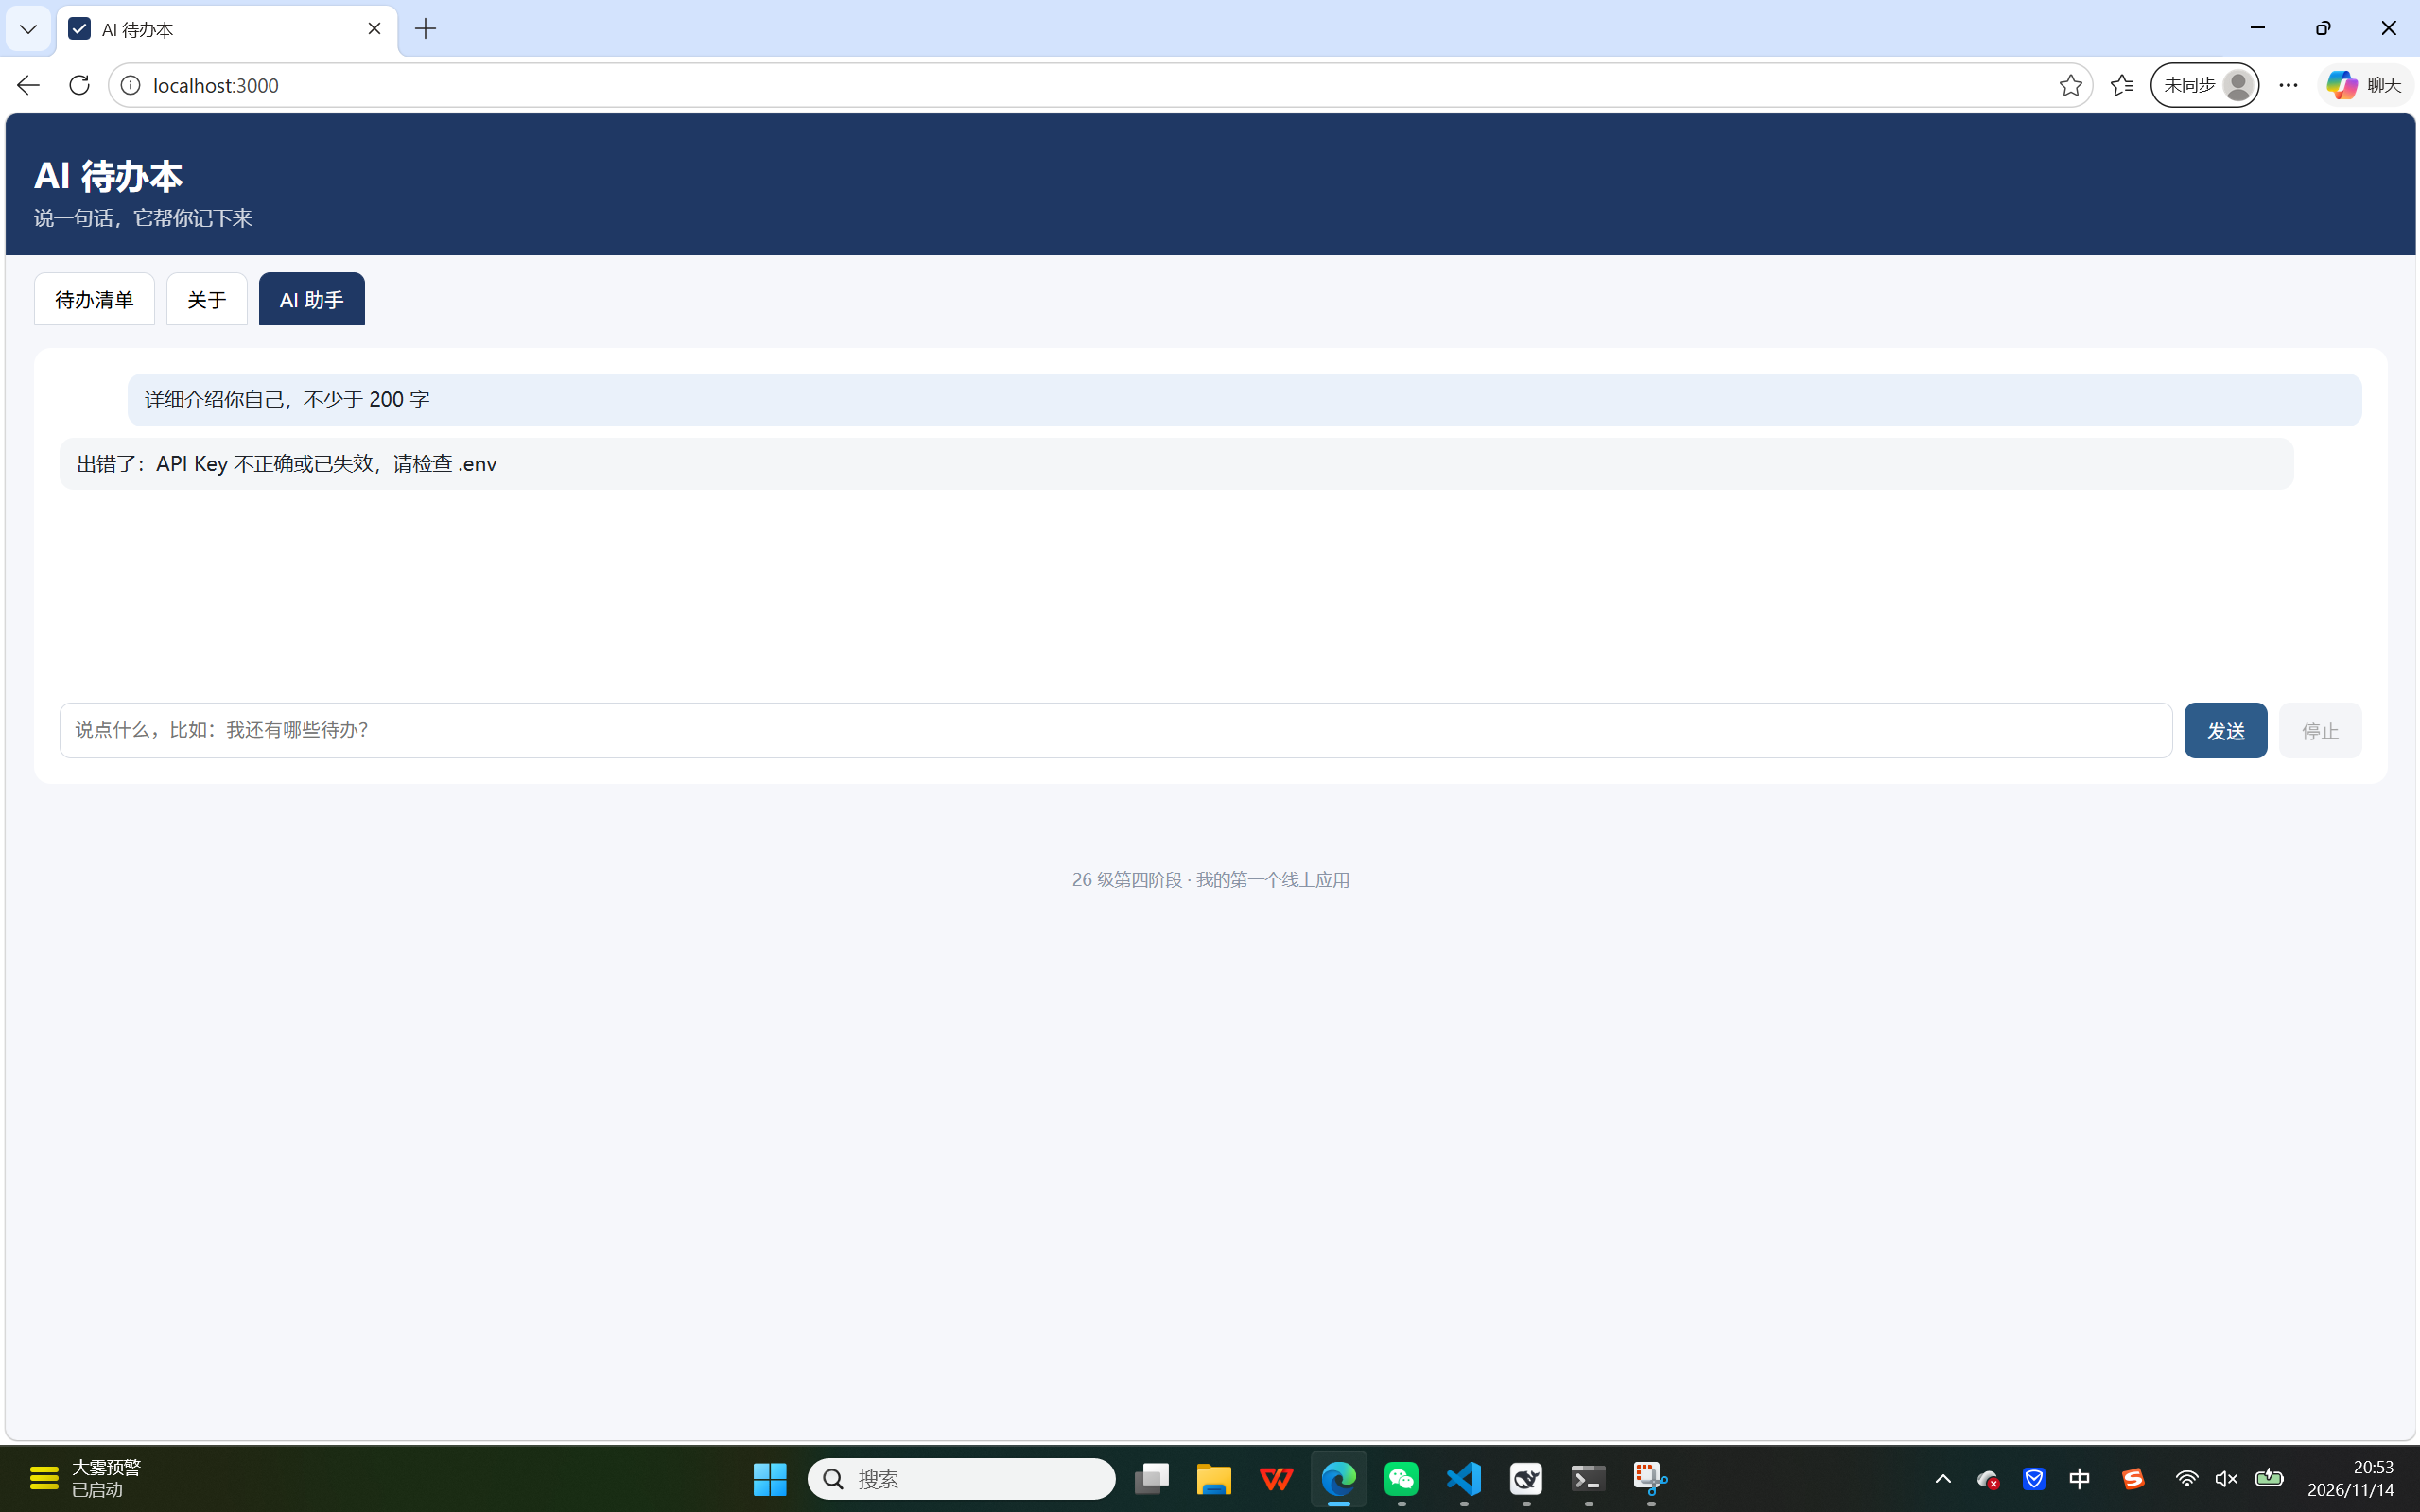 AI 待办本
localhost:3000
未同步
聊天
AI 待办本
说一句话，它帮你记下来
待办清单
关于
AI 助手
详细介绍你自己，不少于 200 字
出错了：API Key 不正确或已失效，请检查 .env
说点什么，比如：我还有哪些待办？
发送
停止
26 级第四阶段 · 我的第一个线上应用
大雾预警
已启动
搜索
中
20:53
2026/11/14